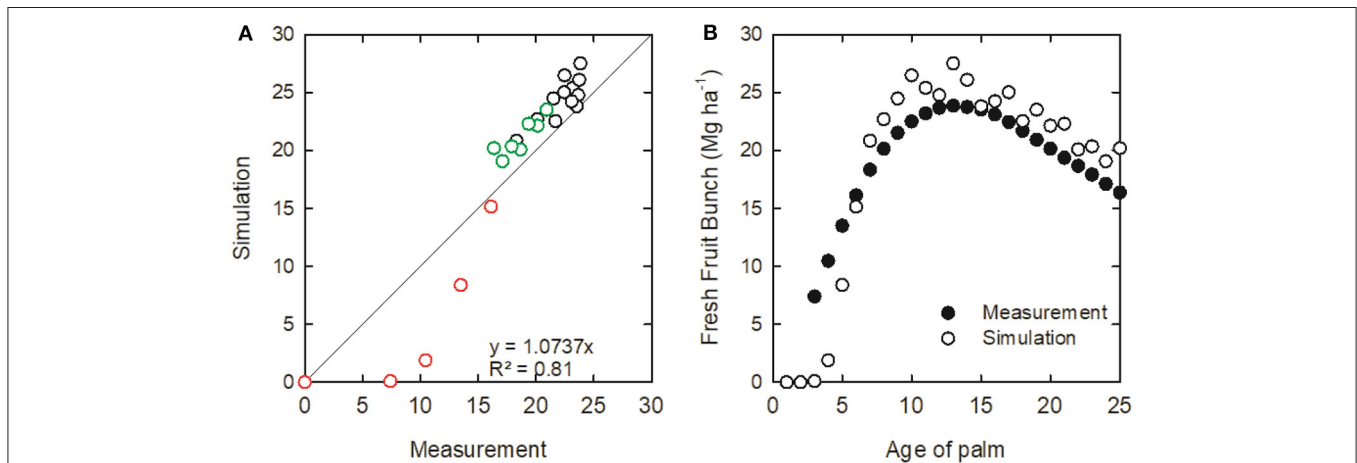 A
30
25
20
15
10
5
0
Simulation
y = 1.0737x
R² = 0.81
0 5 10 15 20 25 30
Measurement
B
30
25
20
15
10
5
0
Fresh Fruit Bunch (Mg ha⁻¹)
Measurement
Simulation
0 5 10 15 20 25
Age of palm